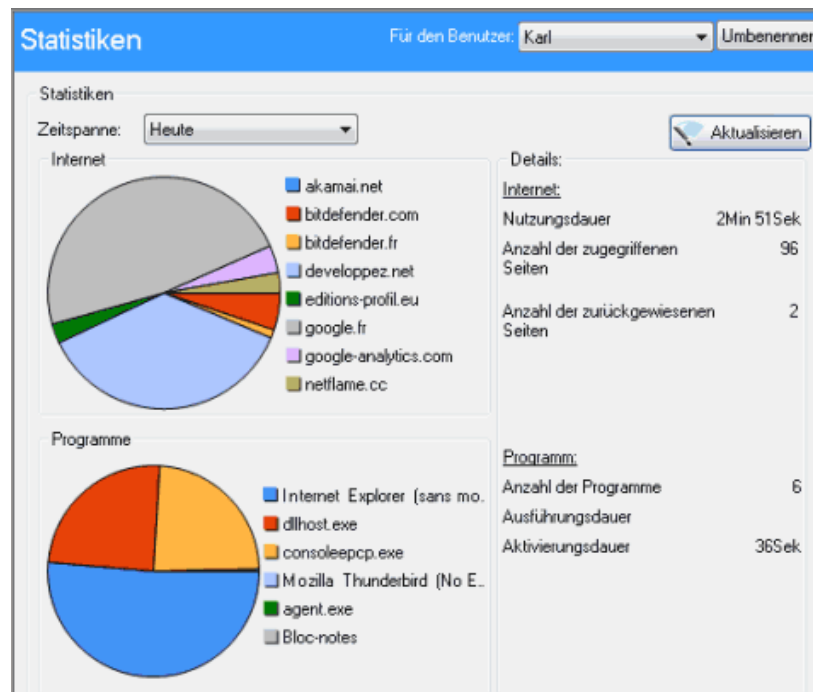 Statistiken
Für den Benutzer: Karl Umbenennen
Statistiken
Zeitspanne: Heute Aktualisieren
Internet
akamai.net
bitdefender.com
bitdefender.fr
developpez.net
editions-profil.eu
google.fr
google-analytics.com
netflame.cc
Programme
Internet Explorer (sans mo.
dllhost.exe
consoleepcp.exe
Mozilla Thunderbird (No E..
agent.exe
Bloc-notes
Details:
Internet:
Nutzungsdauer 2Min 51Sek
Anzahl der zugegriffenen 96
Seiten
Anzahl der zurückgewiesenen 2
Seiten
Programm:
Anzahl der Programme 6
Ausführungsdauer
Aktivierungsdauer 36Sek